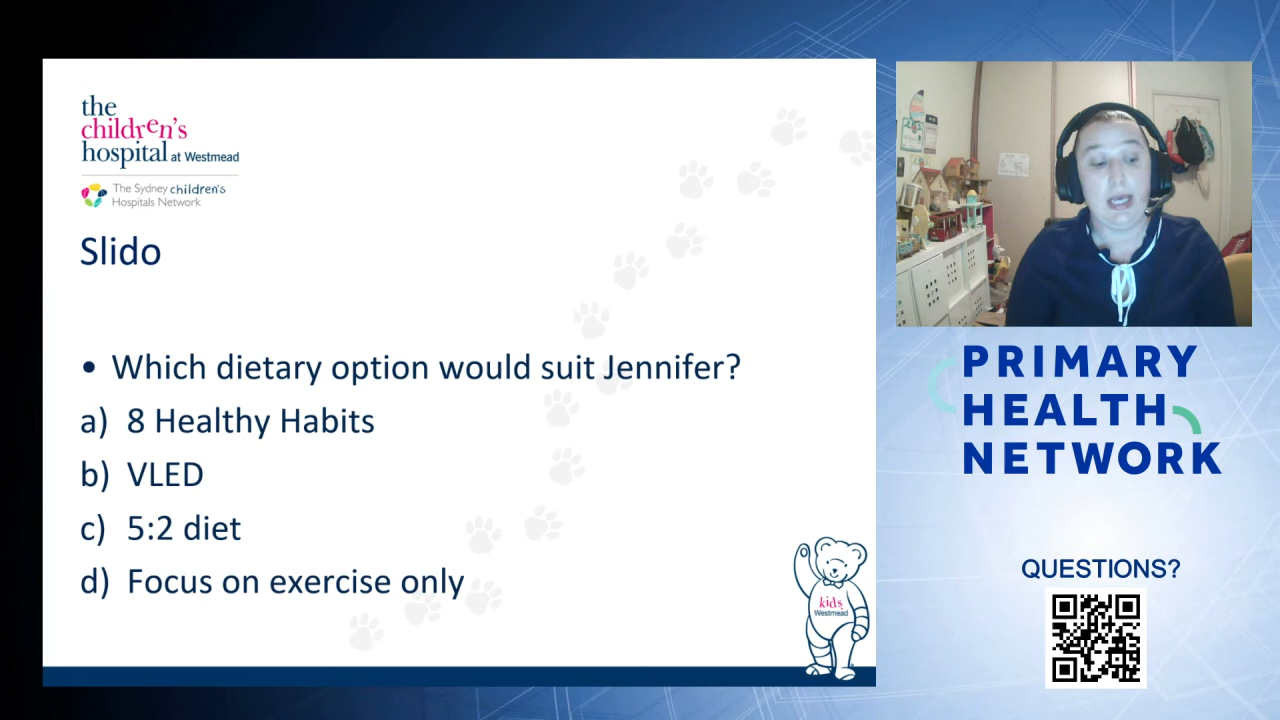 the
children's
hospital at Westmead
The Sydney children's
Hospitals Network
Slido
• Which dietary option would suit Jennifer?
a) 8 Healthy Habits
b) VLED
c) 5:2 diet
d) Focus on exercise only
kids
Westmead
PRIMARY
HEALTH
NETWORK
QUESTIONS?